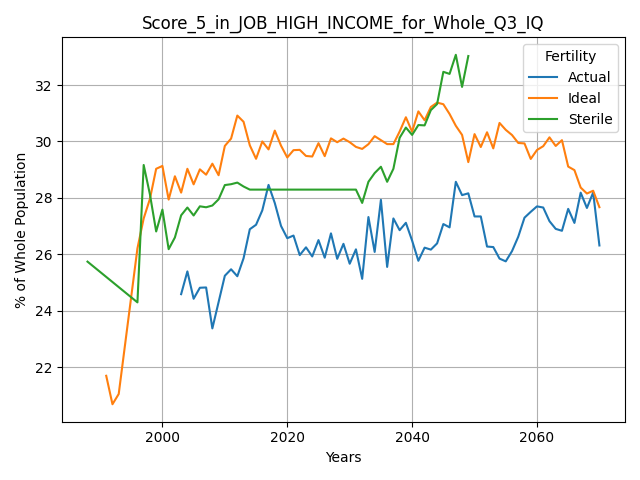 Score_5_in_JOB_HIGH_INCOME_for_Whole_Q3_IQ
Fertility
Actual
Ideal
Sterile
% of Whole Population
32
30
28
26
24
22
2000 2020 2040 2060
Years